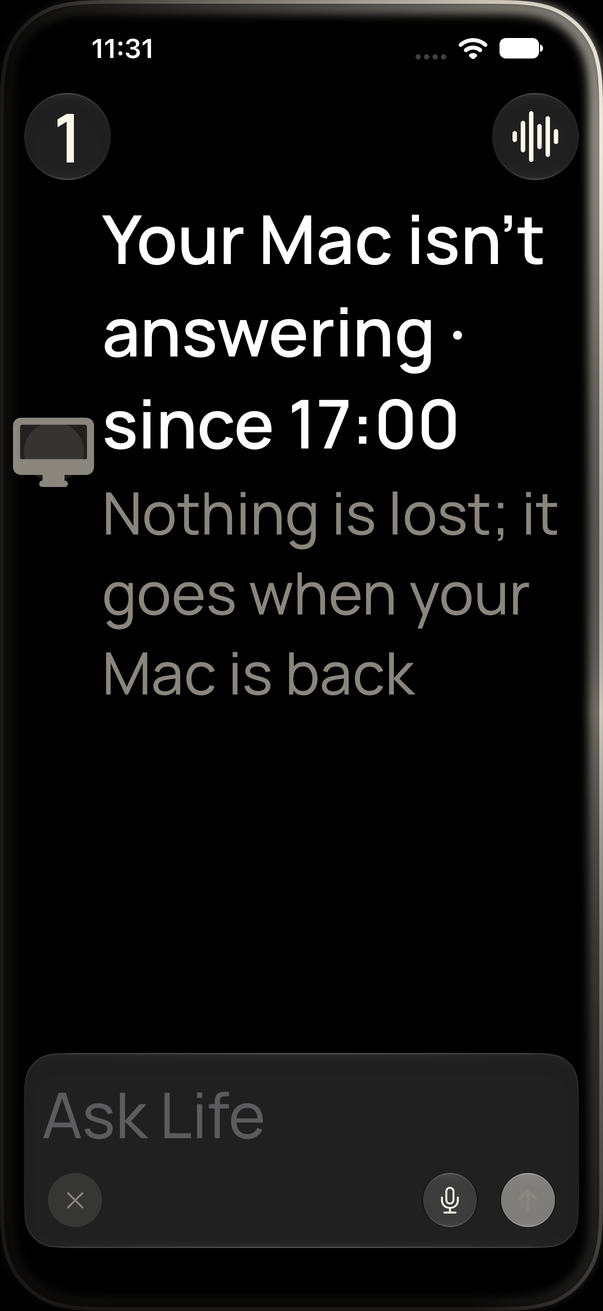 11:31
1
Your Mac isn’t
answering ·
since 17:00
Nothing is lost; it
goes when your
Mac is back
Ask Life